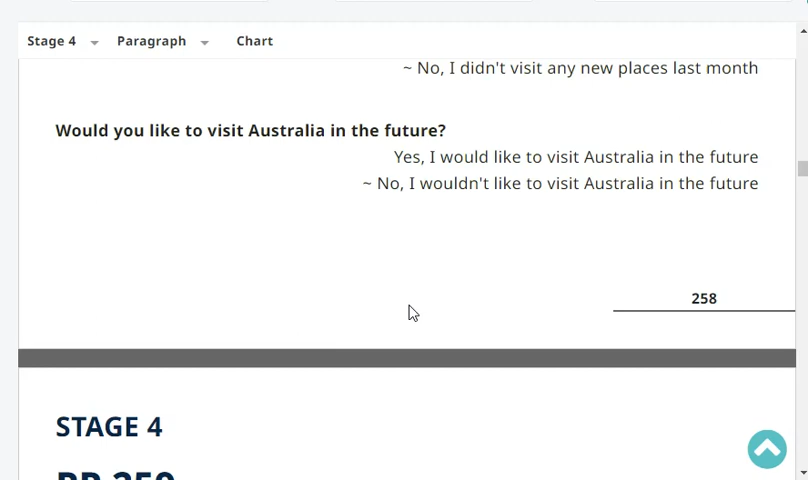 Stage 4 Paragraph Chart
~ No, I didn't visit any new places last month
Would you like to visit Australia in the future?
Yes, I would like to visit Australia in the future
~ No, I wouldn't like to visit Australia in the future
258
STAGE 4